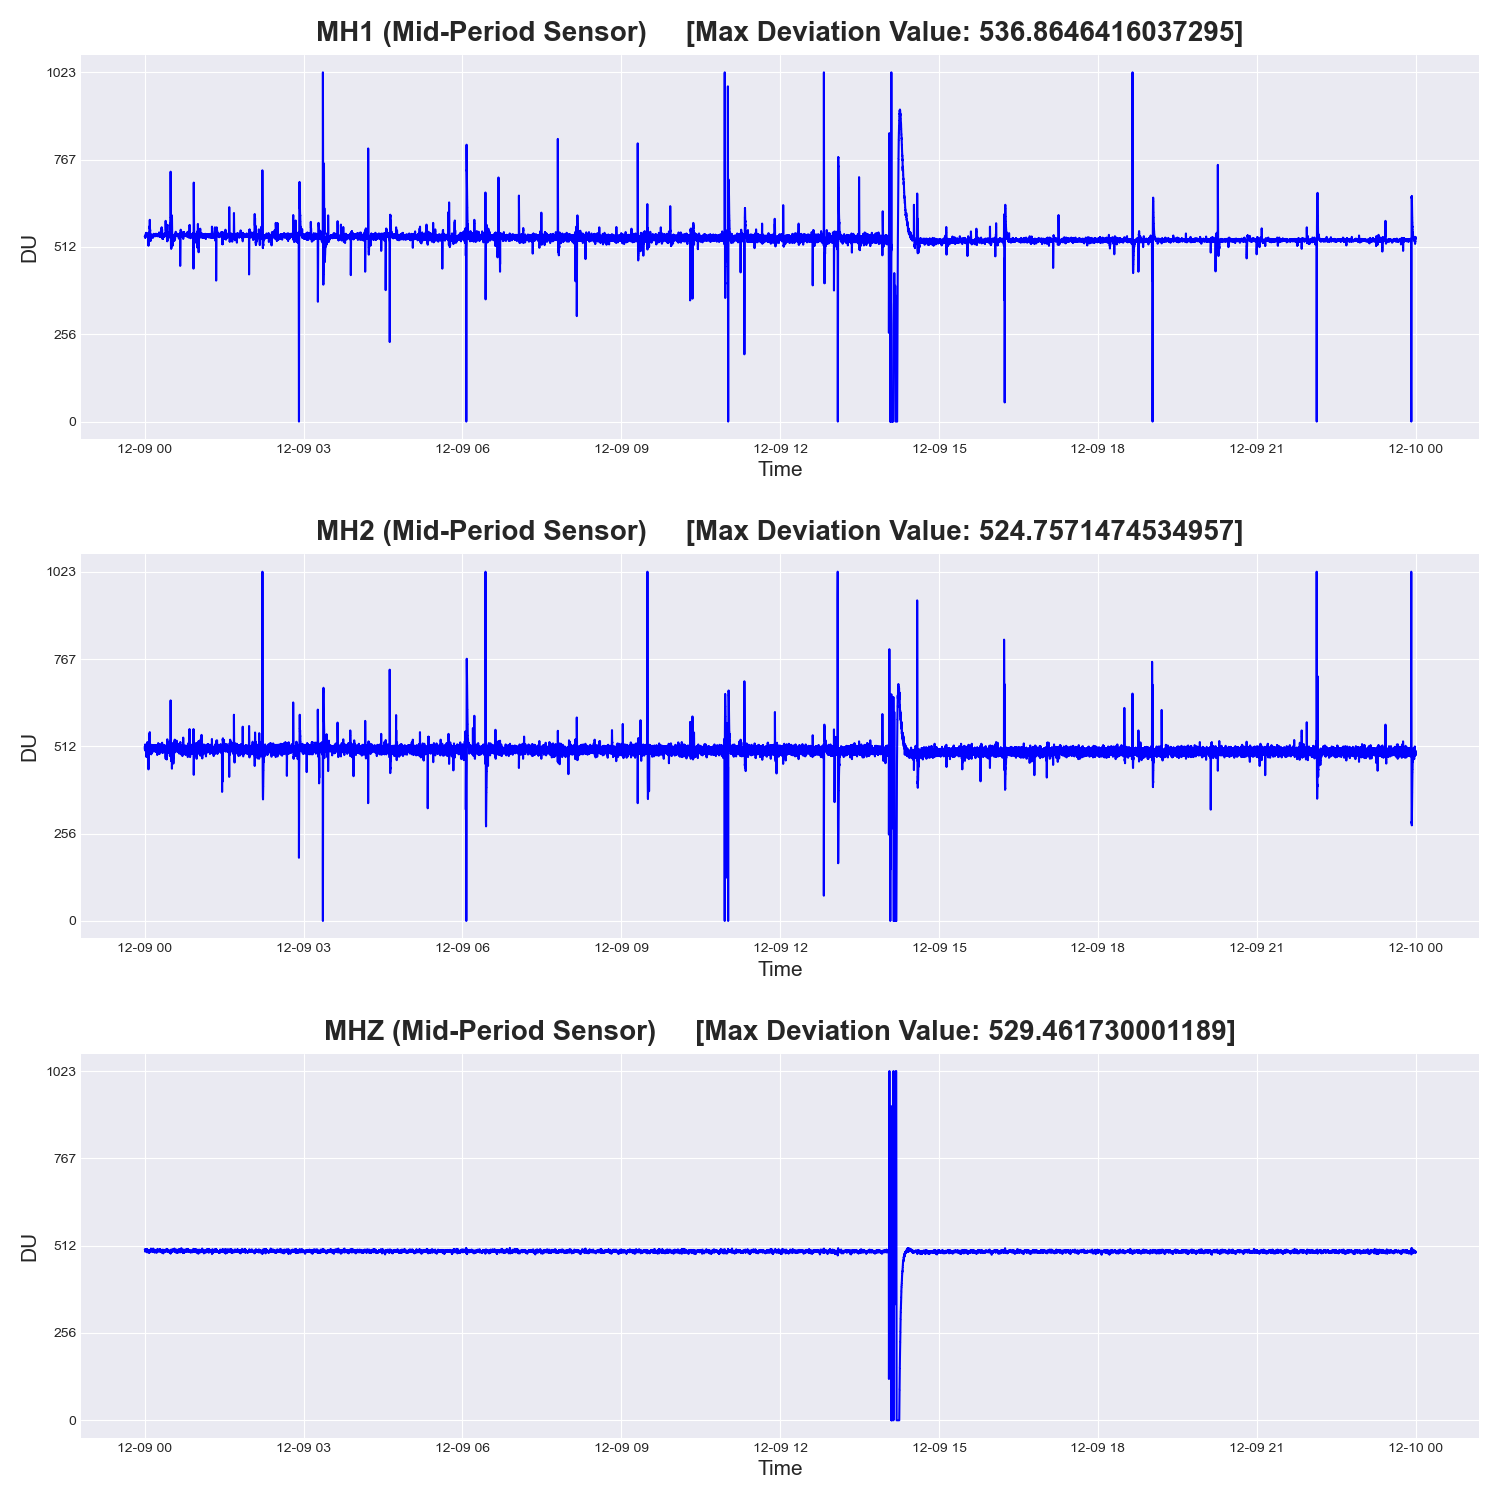 MH1 (Mid-Period Sensor) [Max Deviation Value: 536.8646416037295]
1023
767
512
256
0
DU
12-09 00 12-09 03 12-09 06 12-09 09 12-09 12 12-09 15 12-09 18 12-09 21 12-10 00
Time
MH2 (Mid-Period Sensor) [Max Deviation Value: 524.7571474534957]
1023
767
512
256
0
DU
12-09 00 12-09 03 12-09 06 12-09 09 12-09 12 12-09 15 12-09 18 12-09 21 12-10 00
Time
MHZ (Mid-Period Sensor) [Max Deviation Value: 529.461730001189]
1023
767
512
256
0
DU
12-09 00 12-09 03 12-09 06 12-09 09 12-09 12 12-09 15 12-09 18 12-09 21 12-10 00
Time